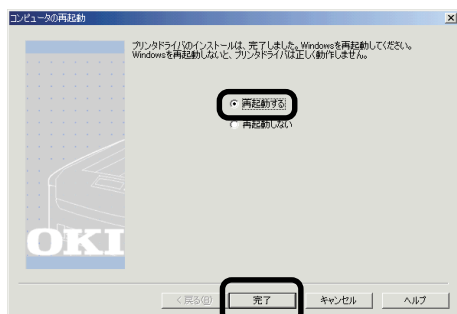 コンピュータの再起動
プリンタドライバのインストールは、完了しました。Windowsを再起動してください。
Windowsを再起動しないと、プリンタドライバは正しく動作しません。
再起動する
再起動しない
OKI
< 戻る(B)
完了
キャンセル
ヘルプ